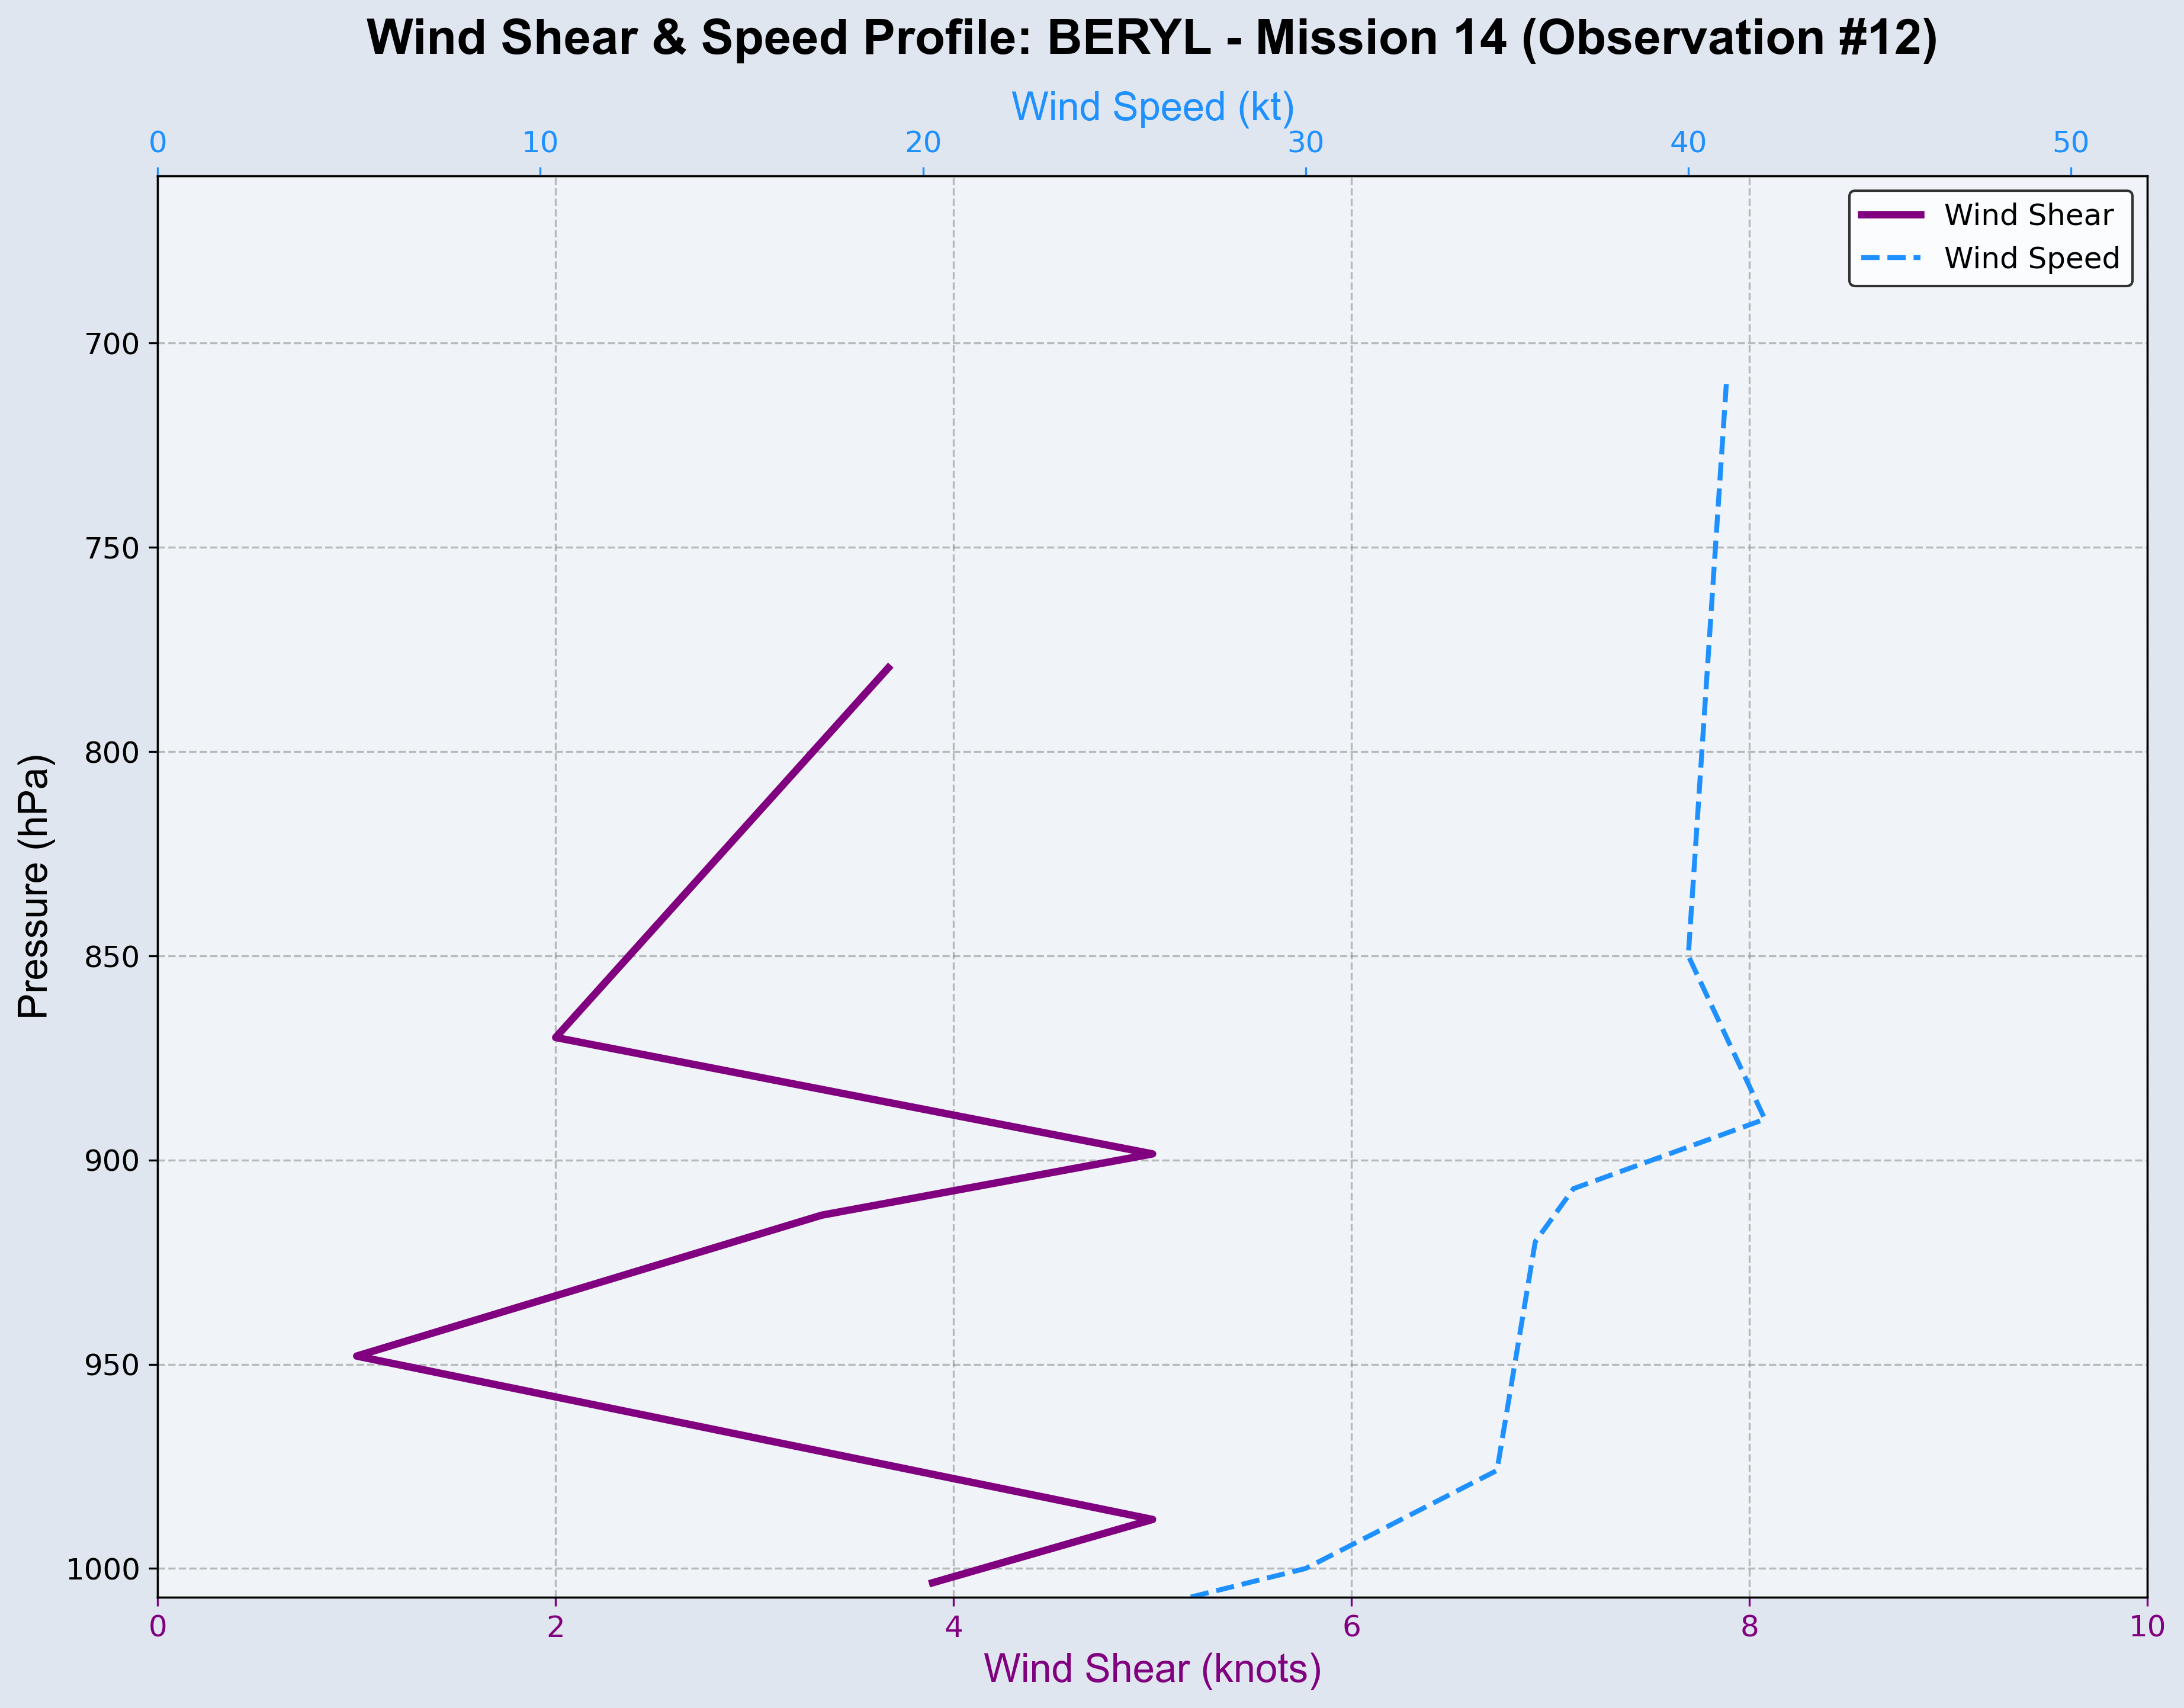 Wind Shear & Speed Profile: BERYL - Mission 14 (Observation #12)
Wind Speed (kt)
0 10 20 30 40 50
Wind Shear
Wind Speed
700
750
800
850
900
950
1000
Pressure (hPa)
0 2 4 6 8 10
Wind Shear (knots)